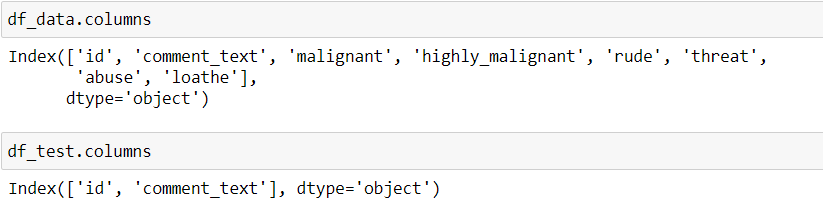 df_data.columns
Index(['id', 'comment_text', 'malignant', 'highly_malignant', 'rude', 'threat',
'abuse', 'loathe'],
dtype='object')
df_test.columns
Index(['id', 'comment_text'], dtype='object')